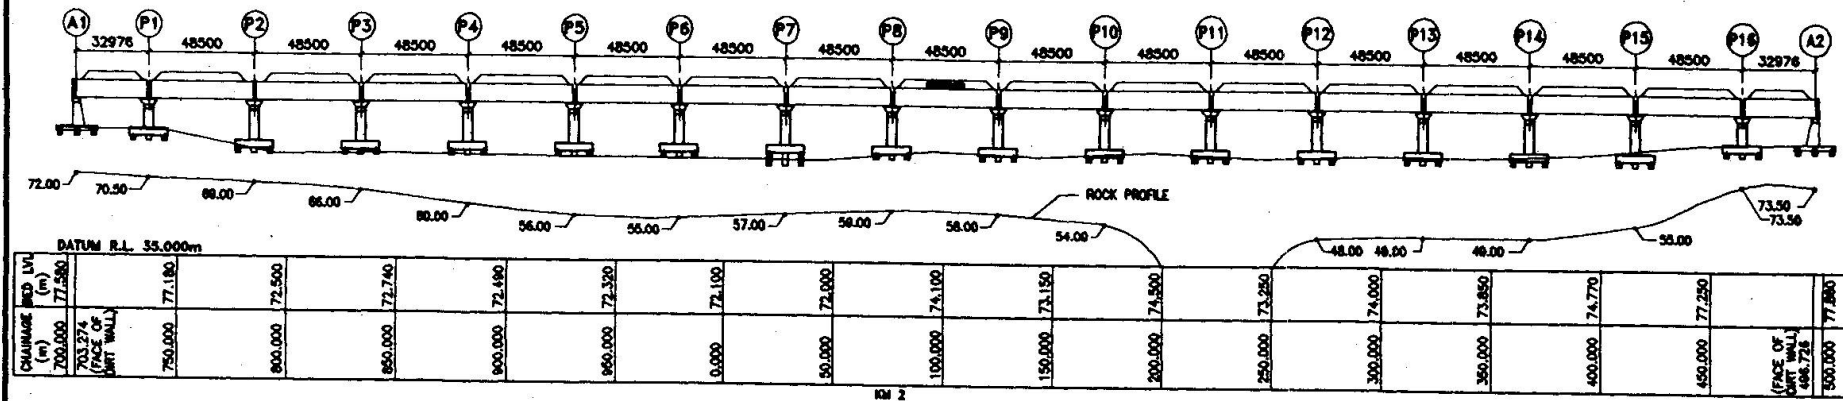 A1 P1 P2 P3 P4 P5 P6 P7 P8 P9 P10 P11 P12 P13 P14 P15 P16 A2
32976 48500 48500 48500 48500 48500 48500 48500 48500 48500 48500 48500 48500 48500 48500 48500 32976
ROCK PROFILE
72.00 70.50 69.00 66.00 60.00 56.00 55.00 57.00 59.00 58.00 54.00 48.00 49.00 49.00 55.00 73.50 73.50
DATUM R.L. 35.000m
BED LVL
(m)
77.580 77.180 72.500 72.740 72.490 72.320 72.100 72.000 74.100 73.150 74.500 73.250 74.000 73.850 74.770 77.250 77.880
CHAINAGE
(m)
700.000
703.274
(FACE OF
DIRT WALL)
750.000 800.000 850.000 900.000 950.000 0.000 50.000 100.000 150.000 200.000 250.000 300.000 350.000 400.000 450.000
(FACE OF
DIRT WALL)
496.726
500.000
KM 2